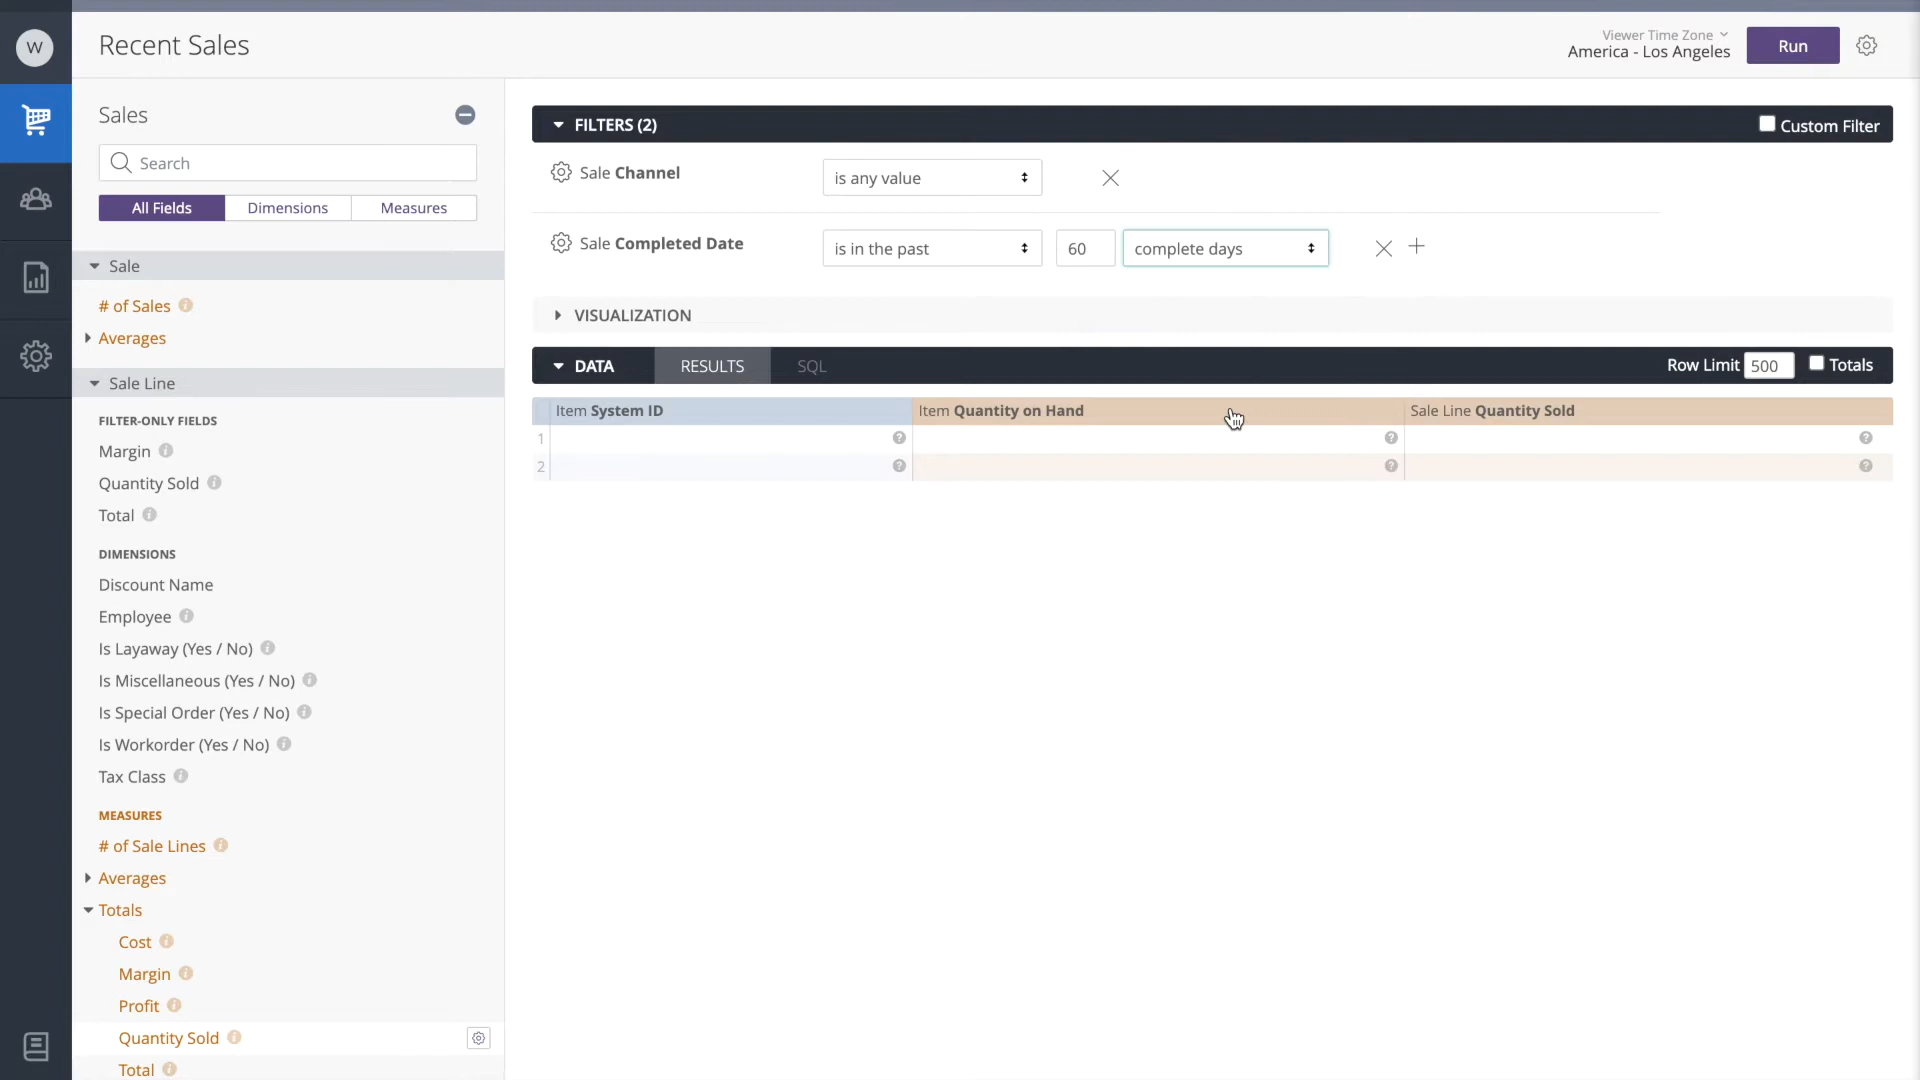 W
Recent Sales
Viewer Time Zone
America - Los Angeles
Run
Sales
Search
All Fields
Dimensions
Measures
Sale
# of Sales
Averages
Sale Line
FILTER-ONLY FIELDS
Margin
Quantity Sold
Total
DIMENSIONS
Discount Name
Employee
Is Layaway (Yes / No)
Is Miscellaneous (Yes / No)
Is Special Order (Yes / No)
Is Workorder (Yes / No)
Tax Class
MEASURES
# of Sale Lines
Averages
Totals
Cost
Margin
Profit
Quantity Sold
Total
FILTERS (2)
Custom Filter
Sale Channel
is any value
Sale Completed Date
is in the past
60
complete days
VISUALIZATION
DATA
RESULTS
SQL
Row Limit 500
Totals
Item System ID
Item Quantity on Hand
Sale Line Quantity Sold
1
2